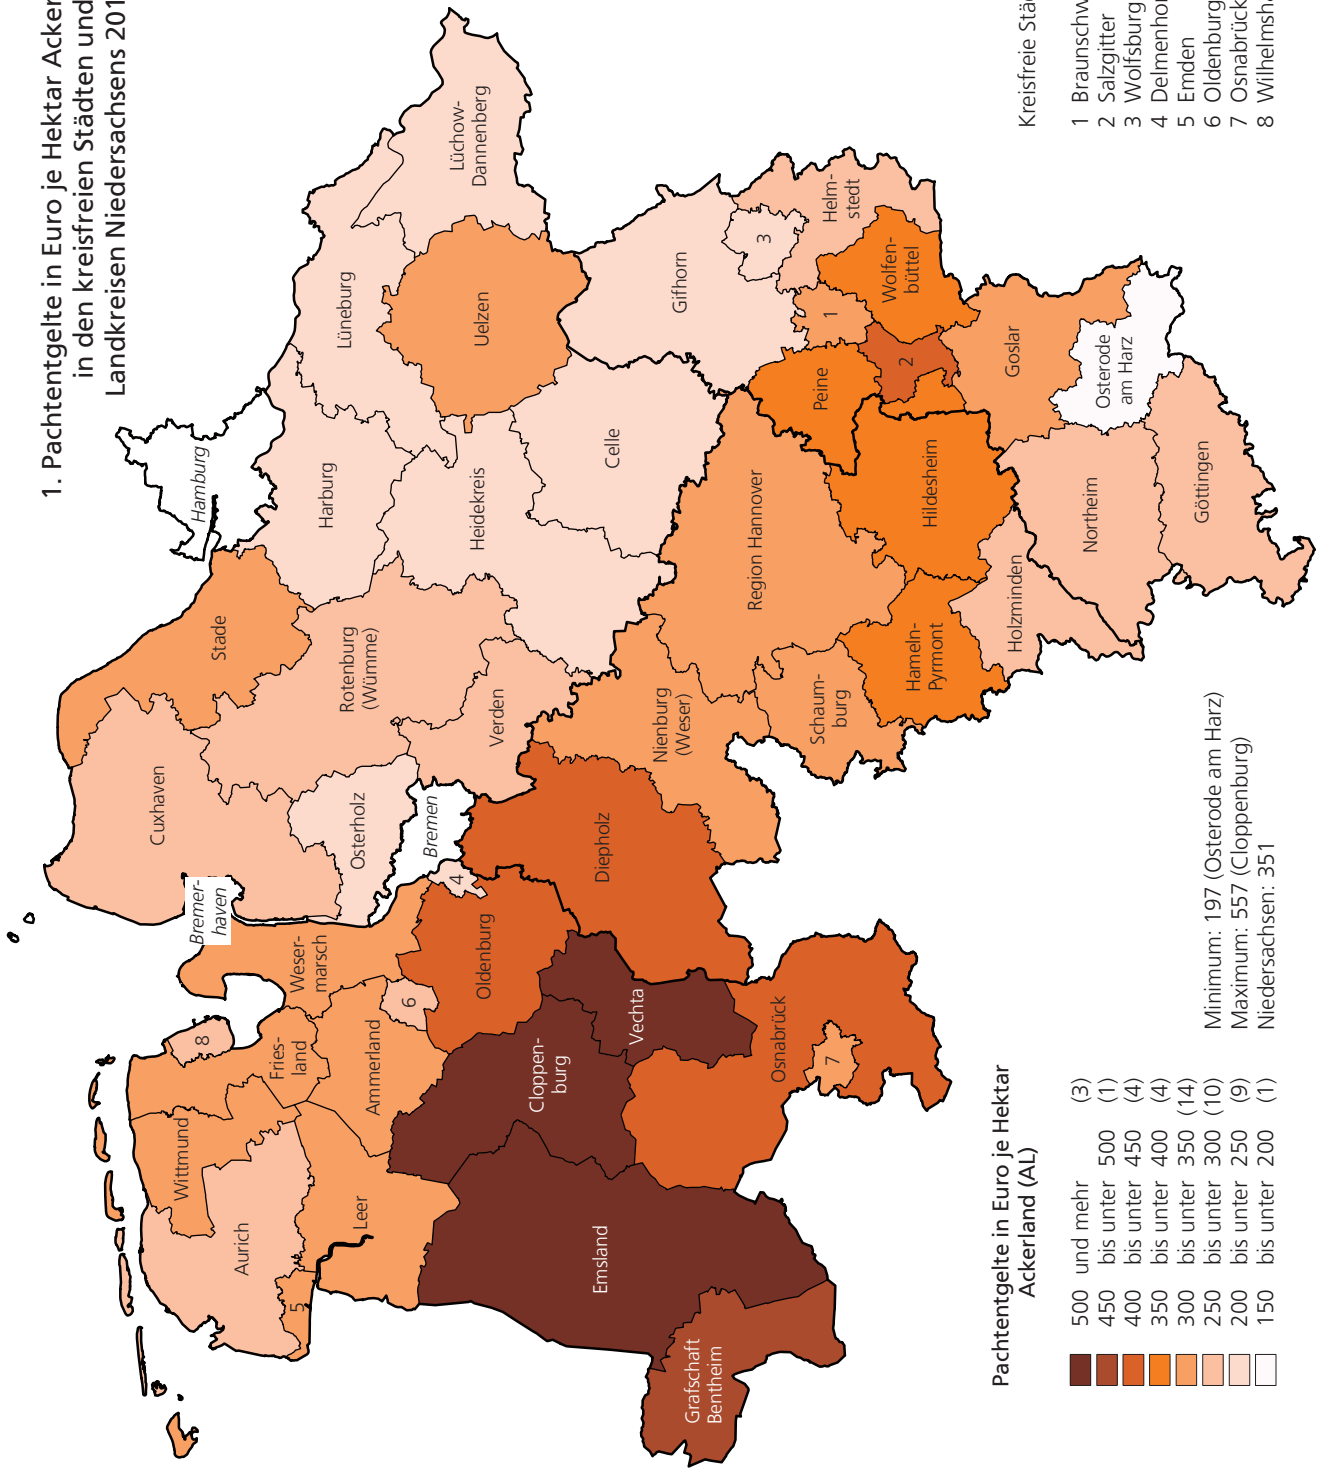 1. Pachtentgelte in Euro je Hektar Acker
in den kreisfreien Städten und
Landkreisen Niedersachsens 201
Hamburg
Stade
Cuxhaven
Bremer-
haven
Harburg
Lüneburg
Lüchow-
Dannenberg
Uelzen
Rotenburg
(Wümme)
Heidekreis
Osterholz
Verden
Bremen
Celle
Gifhorn
3
Helm-
stedt
Wolfen-
büttel
1
2
Peine
Region Hannover
Hildesheim
Goslar
Osterode
am Harz
Northeim
Göttingen
Holzminden
Hameln-
Pyrmont
Schaum-
burg
Nienburg
(Weser)
Diepholz
4
Oldenburg
Weser-
marsch
6
8
Fries-
land
Ammerland
Wittmund
Aurich
5
Leer
Cloppen-
burg
Vechta
Osnabrück
7
Emsland
Grafschaft
Bentheim
Pachtentgelte in Euro je Hektar
Ackerland (AL)
500 und mehr (3)
450 bis unter 500 (1)
400 bis unter 450 (4)
350 bis unter 400 (4)
300 bis unter 350 (14)
250 bis unter 300 (10)
200 bis unter 250 (9)
150 bis unter 200 (1)
Minimum: 197 (Osterode am Harz)
Maximum: 557 (Cloppenburg)
Niedersachsen: 351
Kreisfreie Städ
1 Braunschw
2 Salzgitter
3 Wolfsburg
4 Delmenhor
5 Emden
6 Oldenburg
7 Osnabrück
8 Wilhelmsha